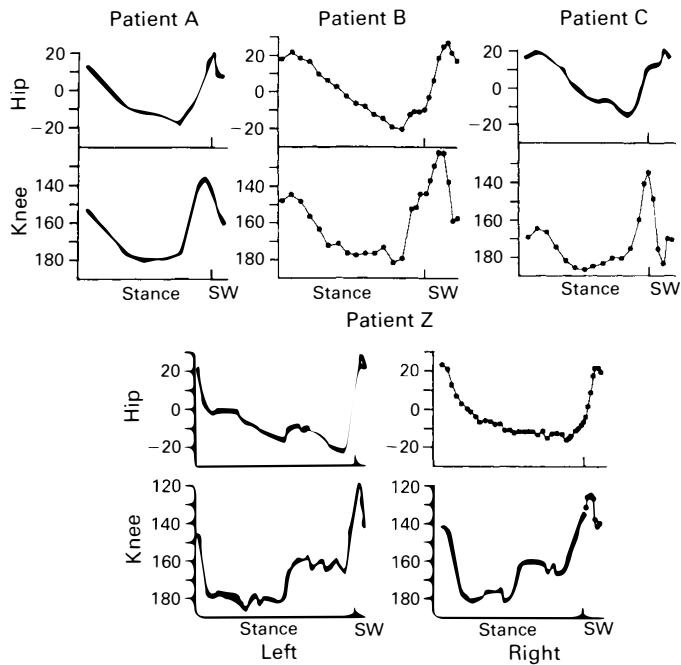 Patient A Patient B Patient C
Hip 20 0 −20 20 0 −20 20 0 −20
Knee 140 160 180 140 160 180 140 160 180
Stance SW Stance SW Stance SW
Patient Z
Hip 20 0 −20 20 0 −20
Knee 120 140 160 180 120 140 160 180
Stance SW Stance SW
Left Right